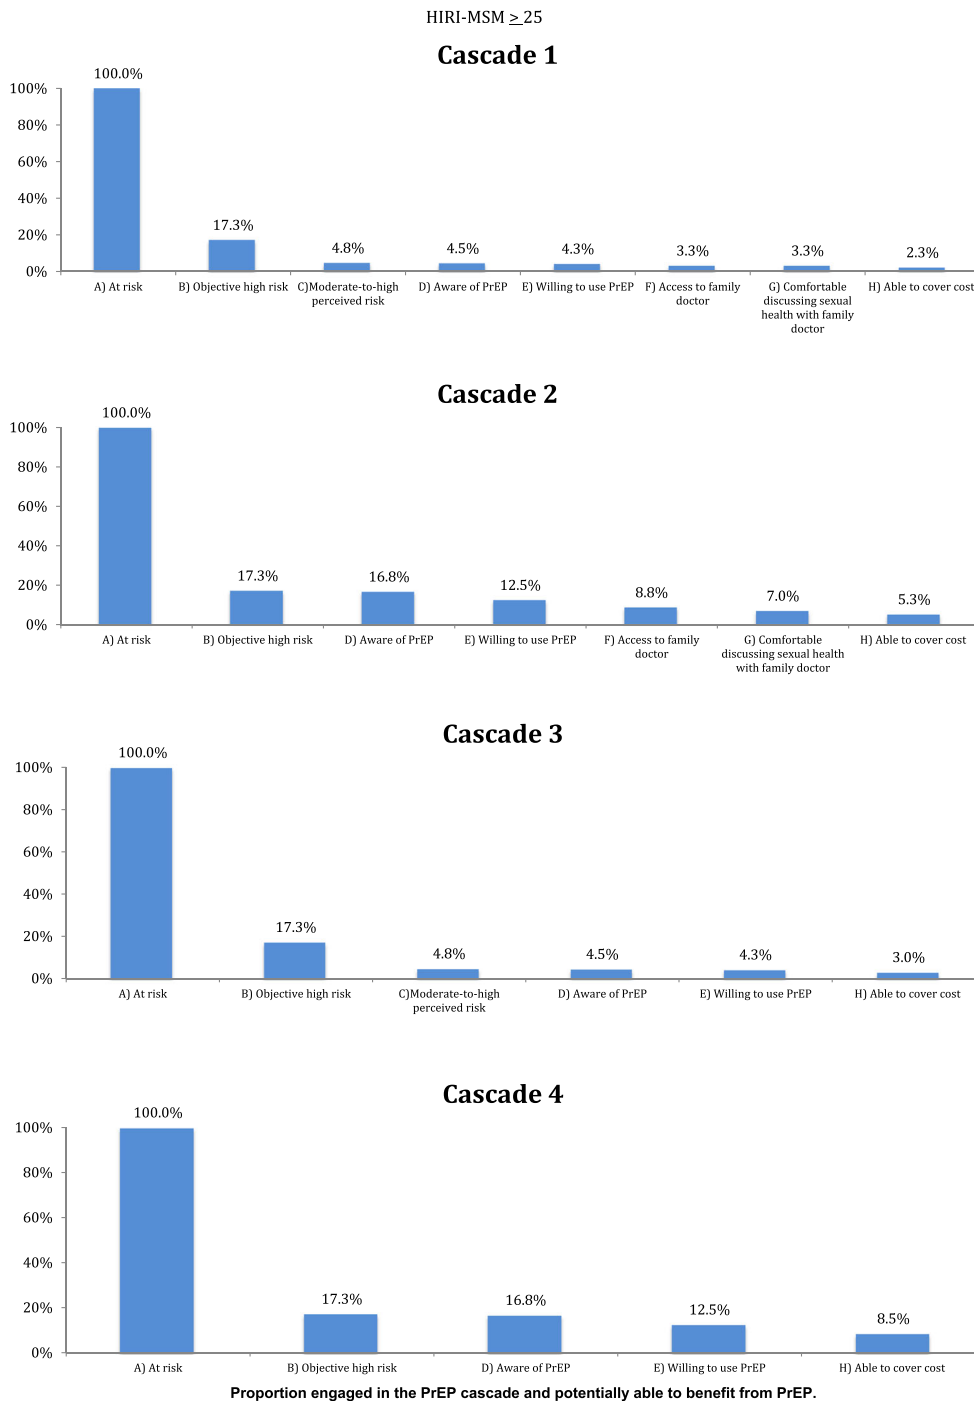 HIRI-MSM > 25
Cascade 1
100.0%
100%
80%
60%
40%
20%
0%
17.3%
4.8%
4.5%
4.3%
3.3%
3.3%
2.3%
A) At risk
B) Objective high risk
C)Moderate-to-high
perceived risk
D) Aware of PrEP
E) Willing to use PrEP
F) Access to family
doctor
G) Comfortable
discussing sexual
health with family
doctor
H) Able to cover cost
Cascade 2
100.0%
100%
80%
60%
40%
20%
0%
17.3%
16.8%
12.5%
8.8%
7.0%
5.3%
A) At risk
B) Objective high risk
D) Aware of PrEP
E) Willing to use PrEP
F) Access to family
doctor
G) Comfortable
discussing sexual health
with family doctor
H) Able to cover cost
Cascade 3
100.0%
100%
80%
60%
40%
20%
0%
17.3%
4.8%
4.5%
4.3%
3.0%
A) At risk
B) Objective high risk
C)Moderate-to-high
perceived risk
D) Aware of PrEP
E) Willing to use PrEP
H) Able to cover cost
Cascade 4
100.0%
100%
80%
60%
40%
20%
0%
17.3%
16.8%
12.5%
8.5%
A) At risk
B) Objective high risk
D) Aware of PrEP
E) Willing to use PrEP
H) Able to cover cost
Proportion engaged in the PrEP cascade and potentially able to benefit from PrEP.